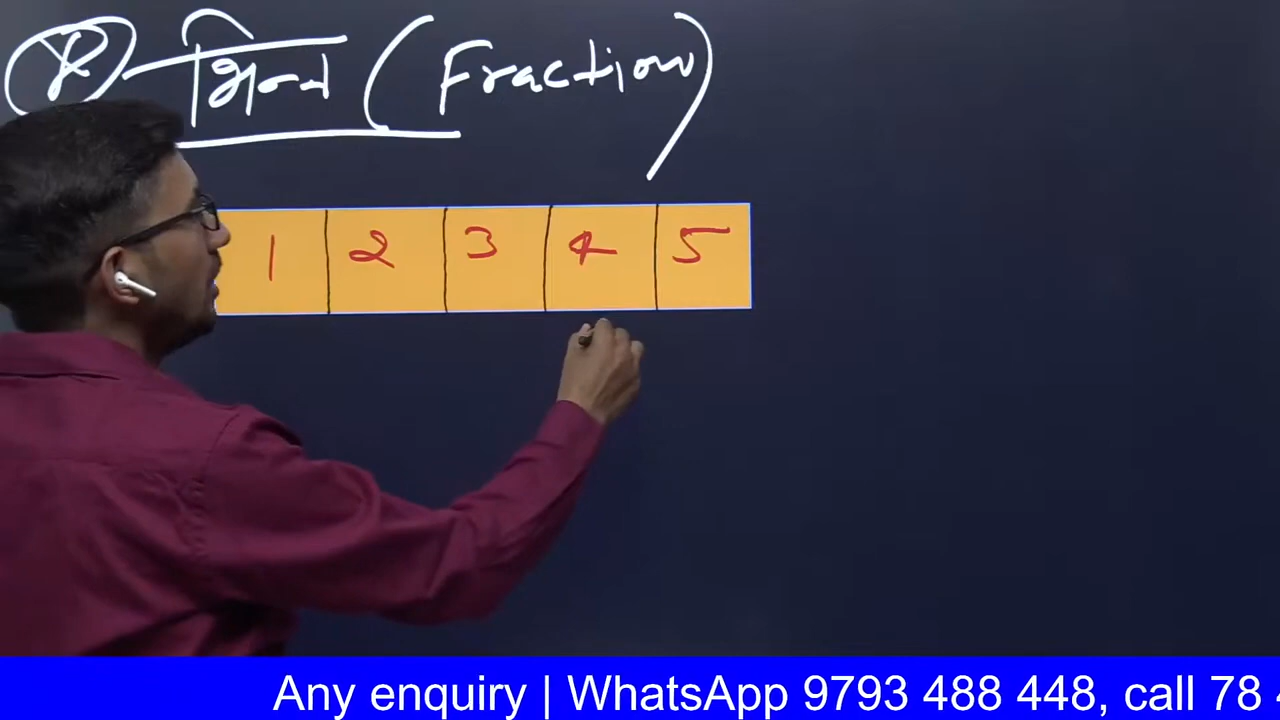 भिन्न (Fraction)
1 2 3 4 5
Any enquiry | WhatsApp 9793 488 448, call 78